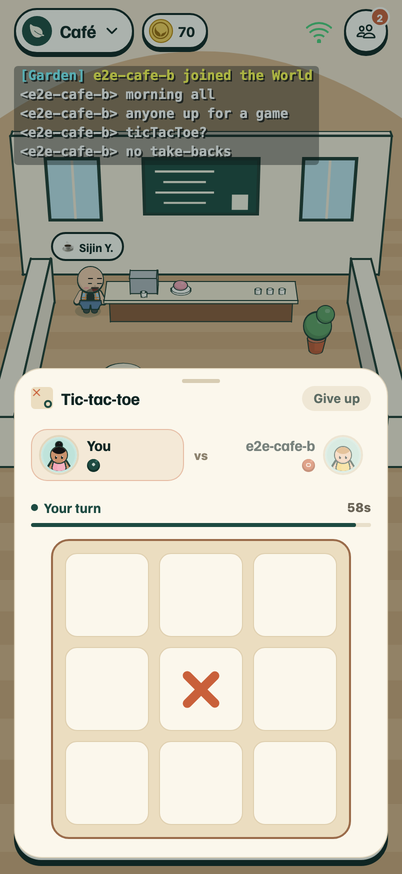 Café
70
2
[Garden] e2e-cafe-b joined the World
<e2e-cafe-b> morning all
<e2e-cafe-b> anyone up for a game
<e2e-cafe-b> ticTacToe?
<e2e-cafe-b> no take-backs
Sijin Y.
Tic-tac-toe
Give up
You
vs
e2e-cafe-b
Your turn
58s